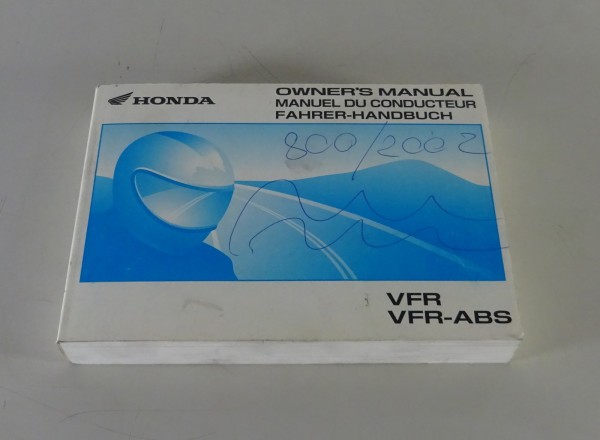 HONDA
OWNER'S MANUAL
MANUEL DU CONDUCTEUR
FAHRER-HANDBUCH
800/2002
VFR
VFR-ABS